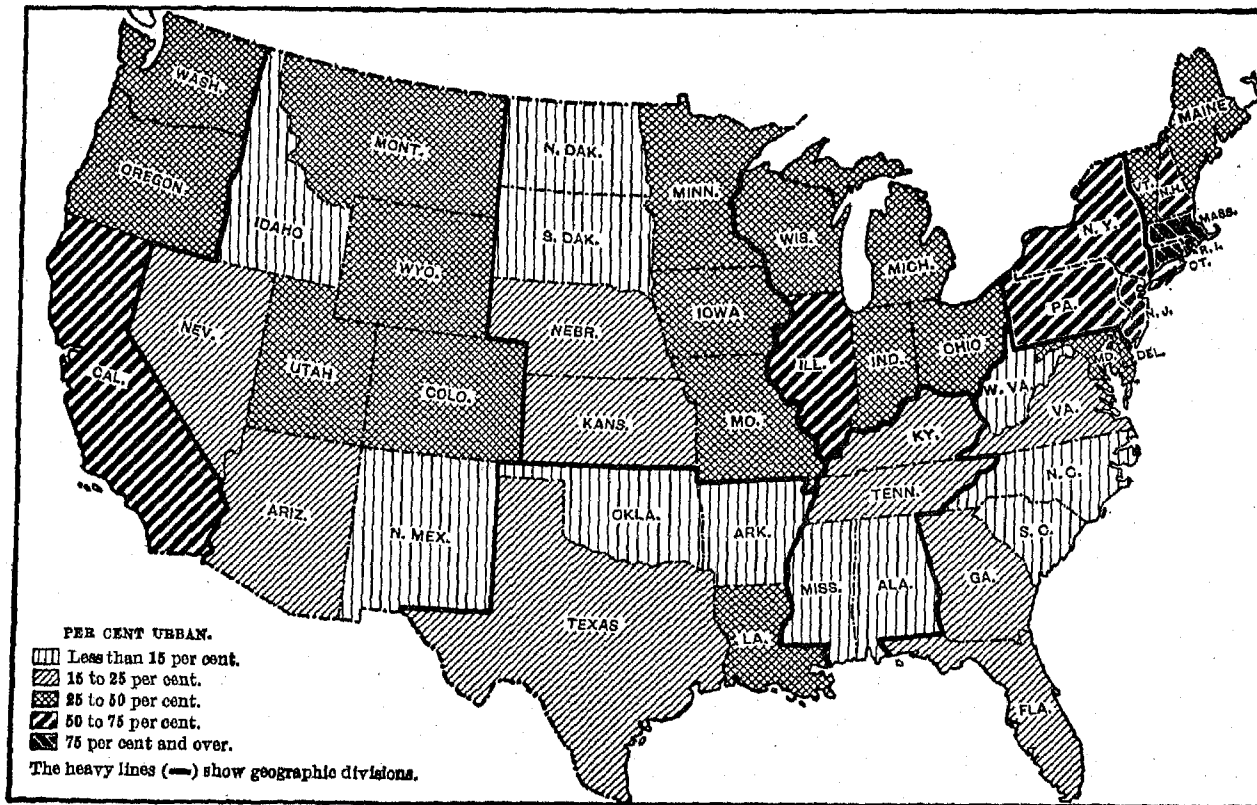 WASH.
OREGON.
CAL.
IDAHO
NEV.
MONT.
WYO.
UTAH
COLO.
ARIZ.
N. MEX.
N. DAK.
S. DAK.
NEBR.
KANS.
OKLA.
TEXAS
MINN.
IOWA
MO.
ARK.
LA.
WIS.
ILL.
MICH.
IND.
OHIO
KY.
TENN.
MISS.
ALA.
MAINE
VT.
N.H.
MASS.
R. I.
CT.
N. Y.
PA.
N. J.
DEL.
MD.
W. VA.
VA.
N. C.
S. C.
GA.
FLA.
PER CENT URBAN.
Less than 15 per cent.
15 to 25 per cent.
25 to 50 per cent.
50 to 75 per cent.
75 per cent and over.
The heavy lines (━) show geographic divisions.